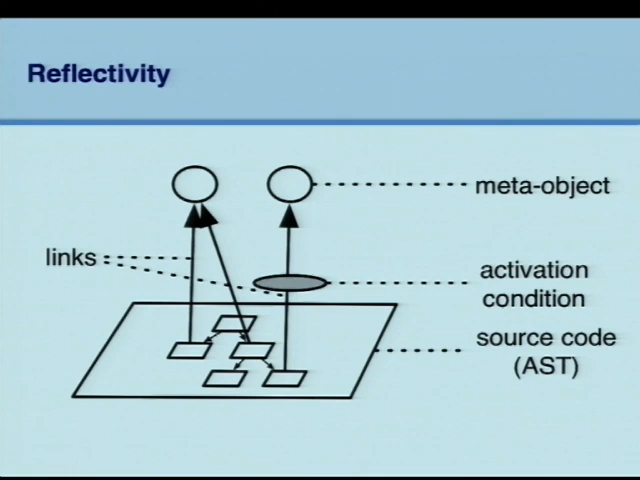 Reflectivity
meta-object
links
activation
condition
source code
(AST)